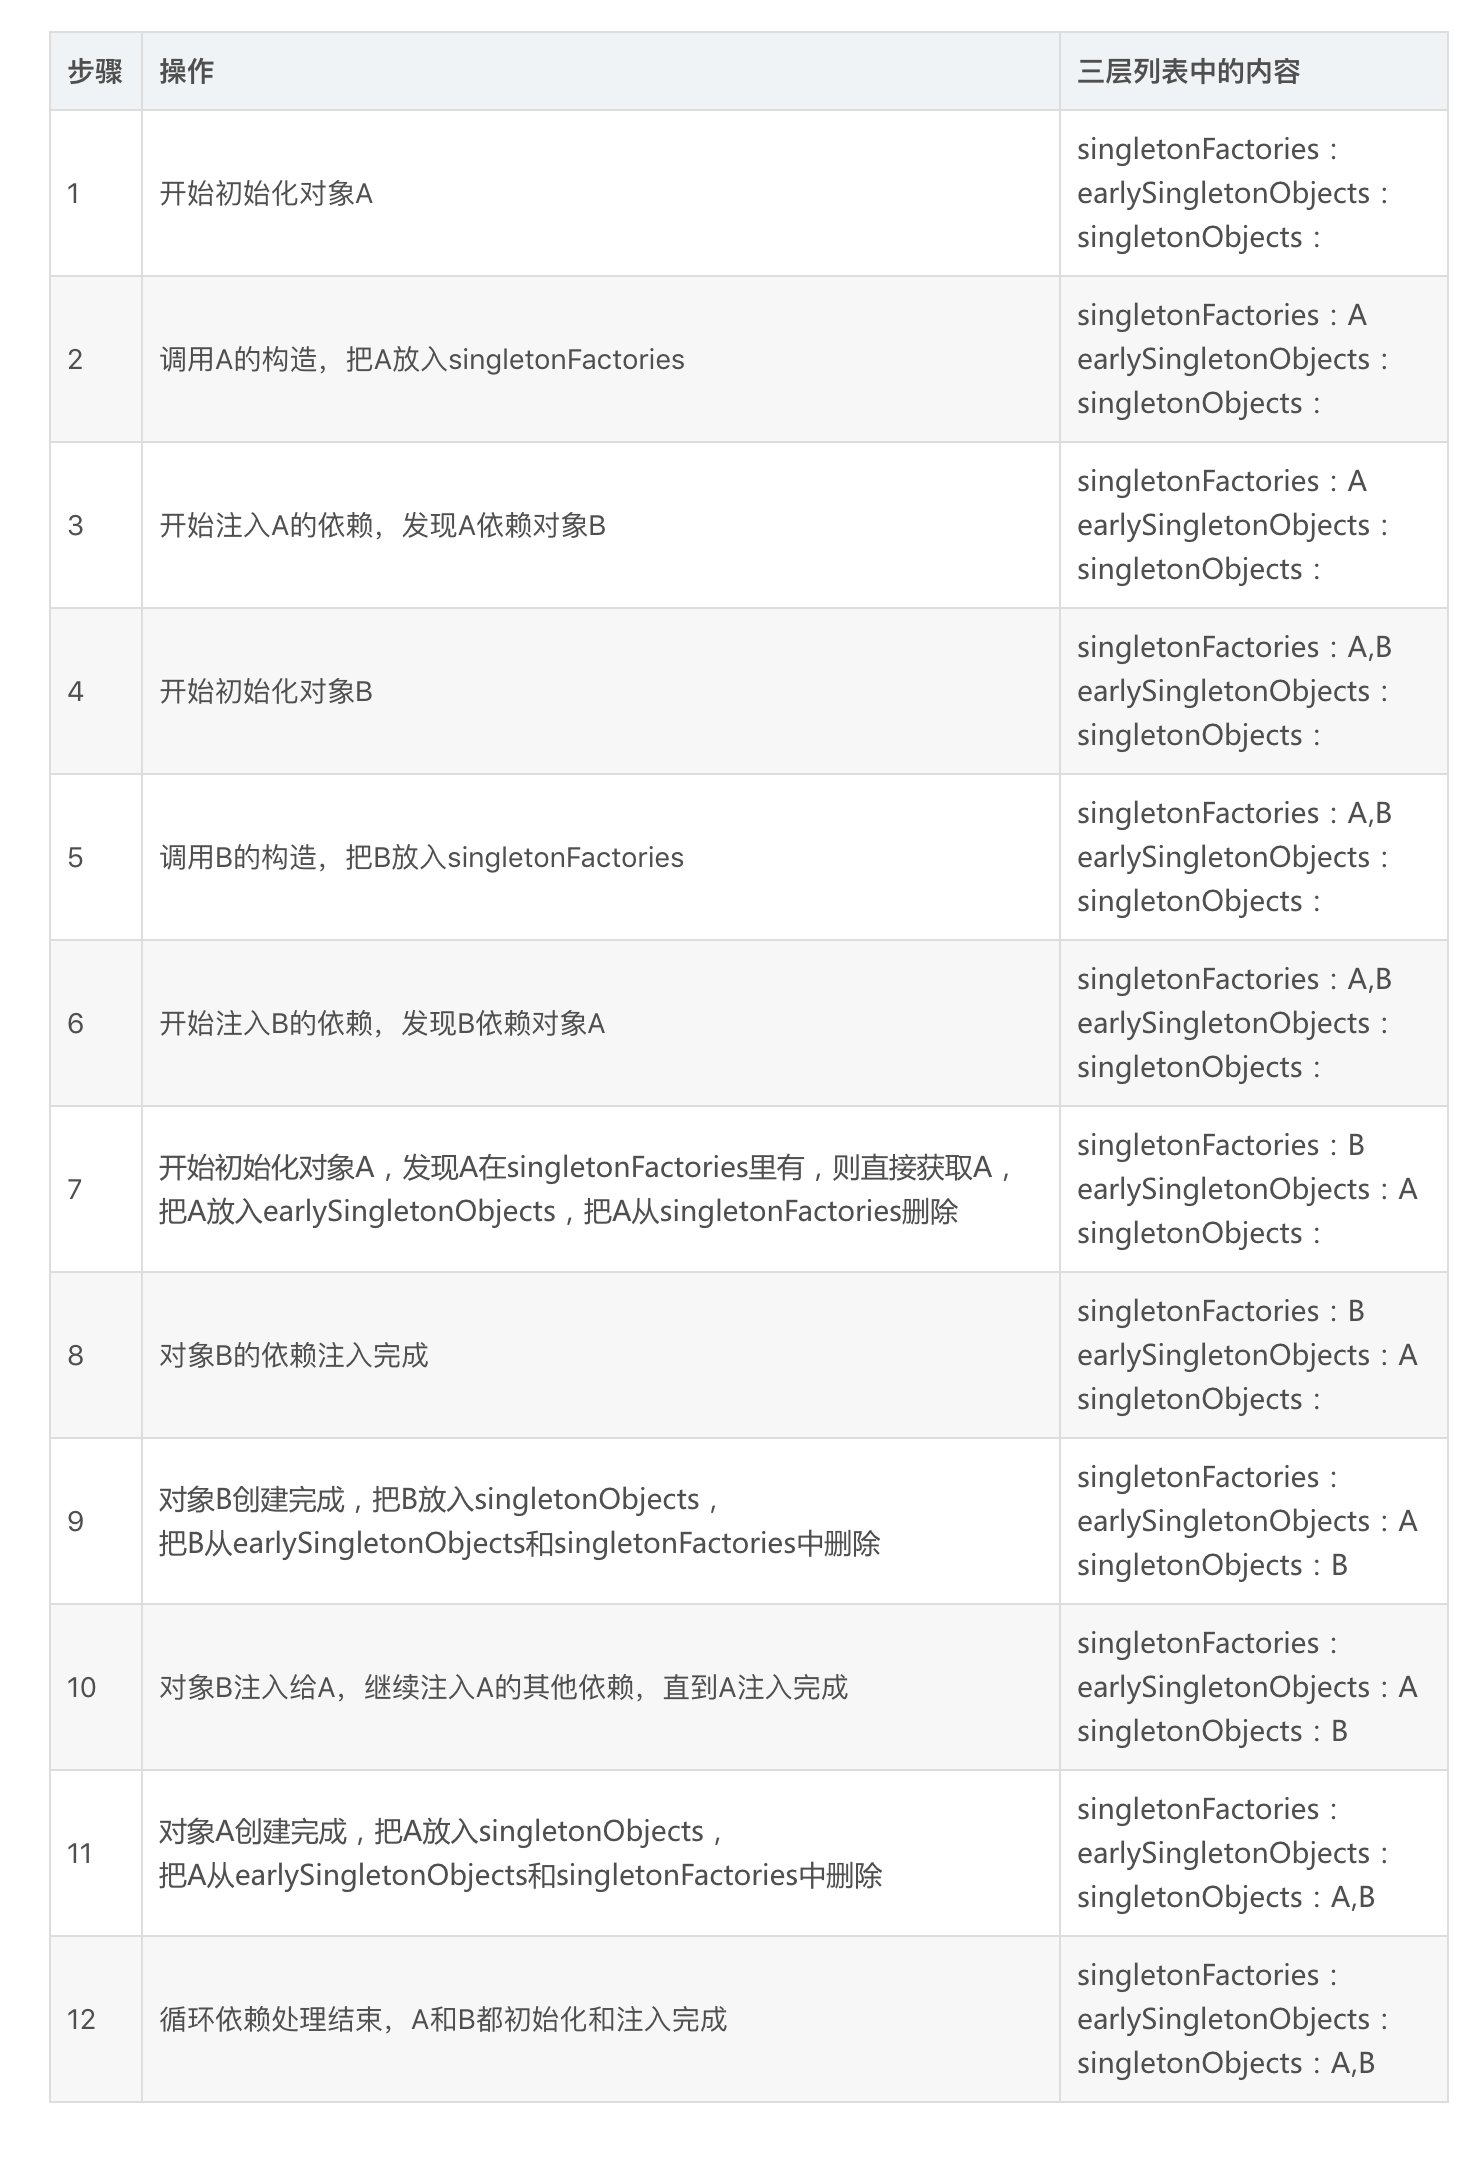 步骤 操作 三层列表中的内容
1 开始初始化对象A
singletonFactories：
earlySingletonObjects：
singletonObjects：
2 调用A的构造，把A放入singletonFactories
singletonFactories：A
earlySingletonObjects：
singletonObjects：
3 开始注入A的依赖，发现A依赖对象B
singletonFactories：A
earlySingletonObjects：
singletonObjects：
4 开始初始化对象B
singletonFactories：A,B
earlySingletonObjects：
singletonObjects：
5 调用B的构造，把B放入singletonFactories
singletonFactories：A,B
earlySingletonObjects：
singletonObjects：
6 开始注入B的依赖，发现B依赖对象A
singletonFactories：A,B
earlySingletonObjects：
singletonObjects：
7 开始初始化对象A，发现A在singletonFactories里有，则直接获取A，
把A放入earlySingletonObjects，把A从singletonFactories删除
singletonFactories：B
earlySingletonObjects：A
singletonObjects：
8 对象B的依赖注入完成
singletonFactories：B
earlySingletonObjects：A
singletonObjects：
9 对象B创建完成，把B放入singletonObjects，
把B从earlySingletonObjects和singletonFactories中删除
singletonFactories：
earlySingletonObjects：A
singletonObjects：B
10 对象B注入给A，继续注入A的其他依赖，直到A注入完成
singletonFactories：
earlySingletonObjects：A
singletonObjects：B
11 对象A创建完成，把A放入singletonObjects，
把A从earlySingletonObjects和singletonFactories中删除
singletonFactories：
earlySingletonObjects：
singletonObjects：A,B
12 循环依赖处理结束，A和B都初始化和注入完成
singletonFactories：
earlySingletonObjects：
singletonObjects：A,B